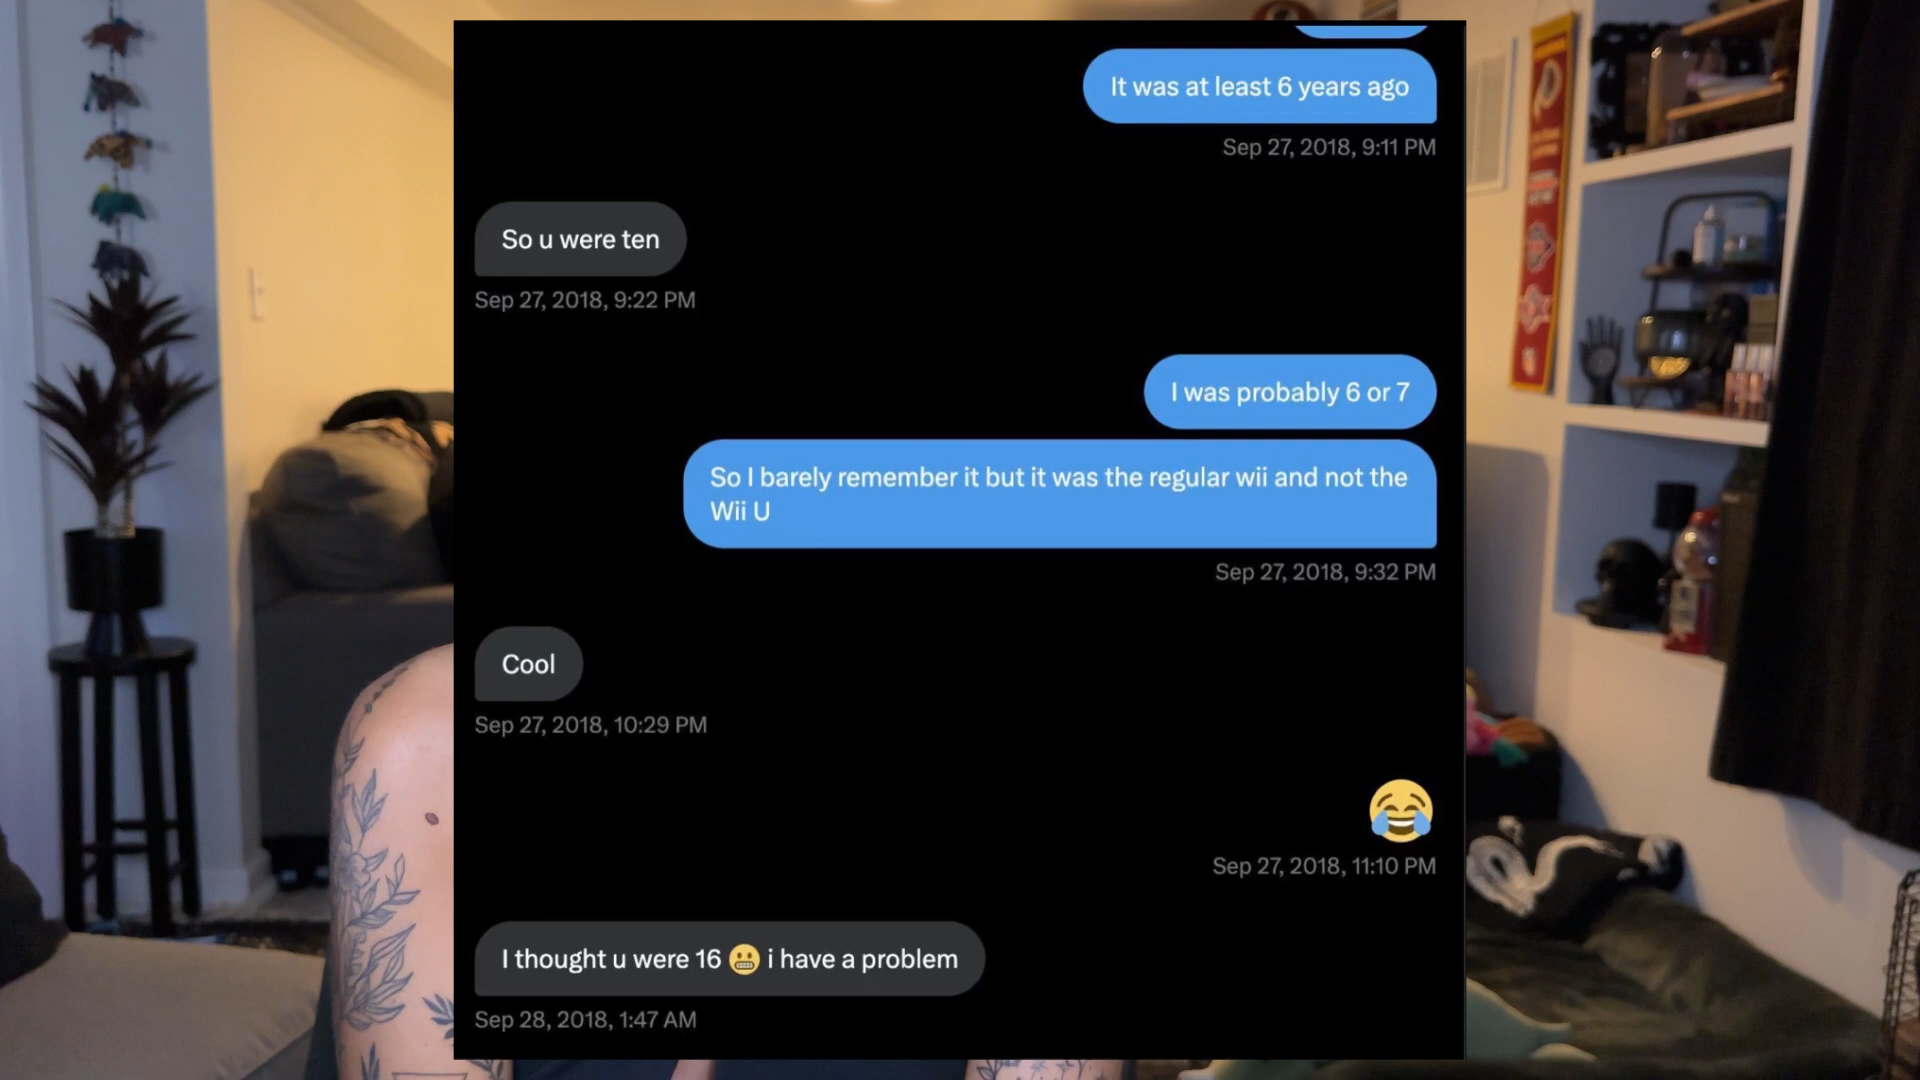 It was at least 6 years ago
Sep 27, 2018, 9:11 PM
So u were ten
Sep 27, 2018, 9:22 PM
I was probably 6 or 7
So I barely remember it but it was the regular wii and not the
Wii U
Sep 27, 2018, 9:32 PM
Cool
Sep 27, 2018, 10:29 PM
😂
Sep 27, 2018, 11:10 PM
I thought u were 16 😬 i have a problem
Sep 28, 2018, 1:47 AM